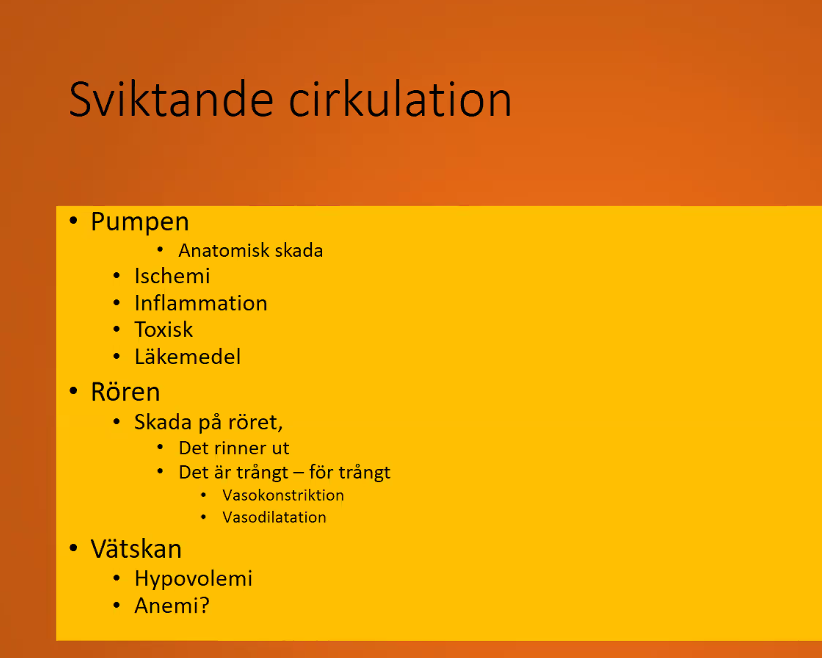 Sviktande cirkulation
• Pumpen
• Anatomisk skada
• Ischemi
• Inflammation
• Toxisk
• Läkemedel
• Rören
• Skada på röret,
• Det rinner ut
• Det är trångt – för trångt
• Vasokonstriktion
• Vasodilatation
• Vätskan
• Hypovolemi
• Anemi?